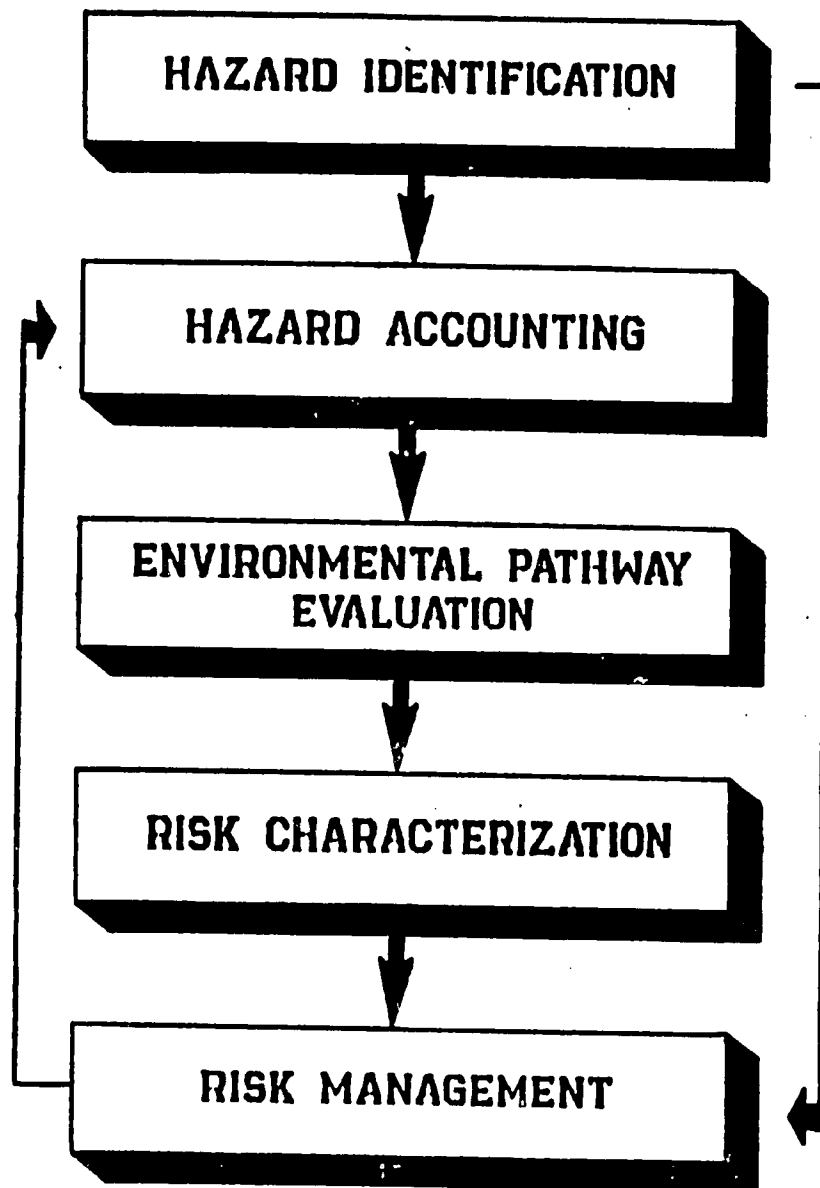 HAZARD IDENTIFICATION
HAZARD ACCOUNTING
ENVIRONMENTAL PATHWAY
EVALUATION
RISK CHARACTERIZATION
RISK MANAGEMENT